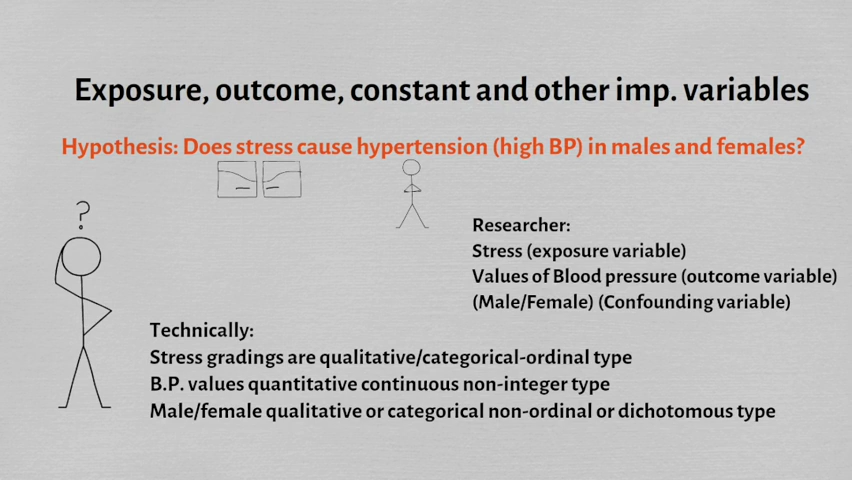 Exposure, outcome, constant and other imp. variables
Hypothesis: Does stress cause hypertension (high BP) in males and females?
?
Researcher:
Stress (exposure variable)
Values of Blood pressure (outcome variable)
(Male/Female) (Confounding variable)
Technically:
Stress gradings are qualitative/categorical-ordinal type
B.P. values quantitative continuous non-integer type
Male/female qualitative or categorical non-ordinal or dichotomous type